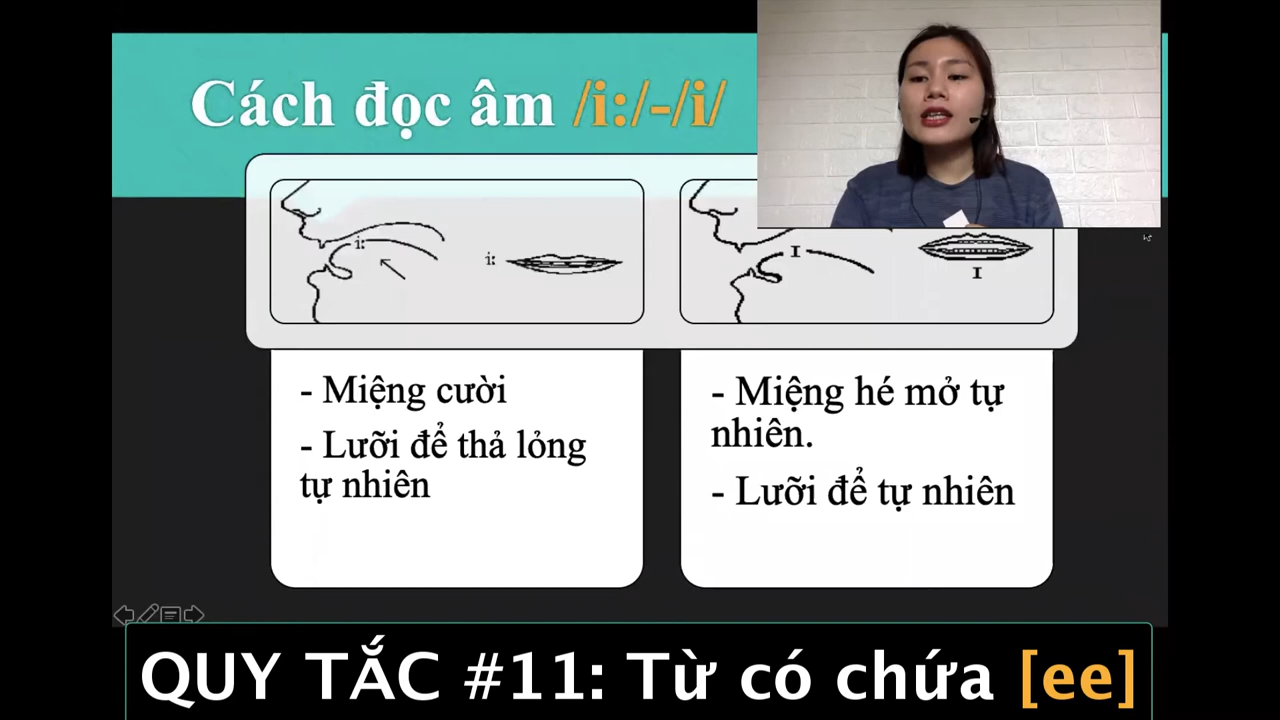 Cách đọc âm /i:/-/i/
i:
i:
I
I
- Miệng cười
- Lưỡi để thả lỏng
tự nhiên
- Miệng hé mở tự
nhiên.
- Lưỡi để tự nhiên
QUY TẮC #11: Từ có chứa [ee]